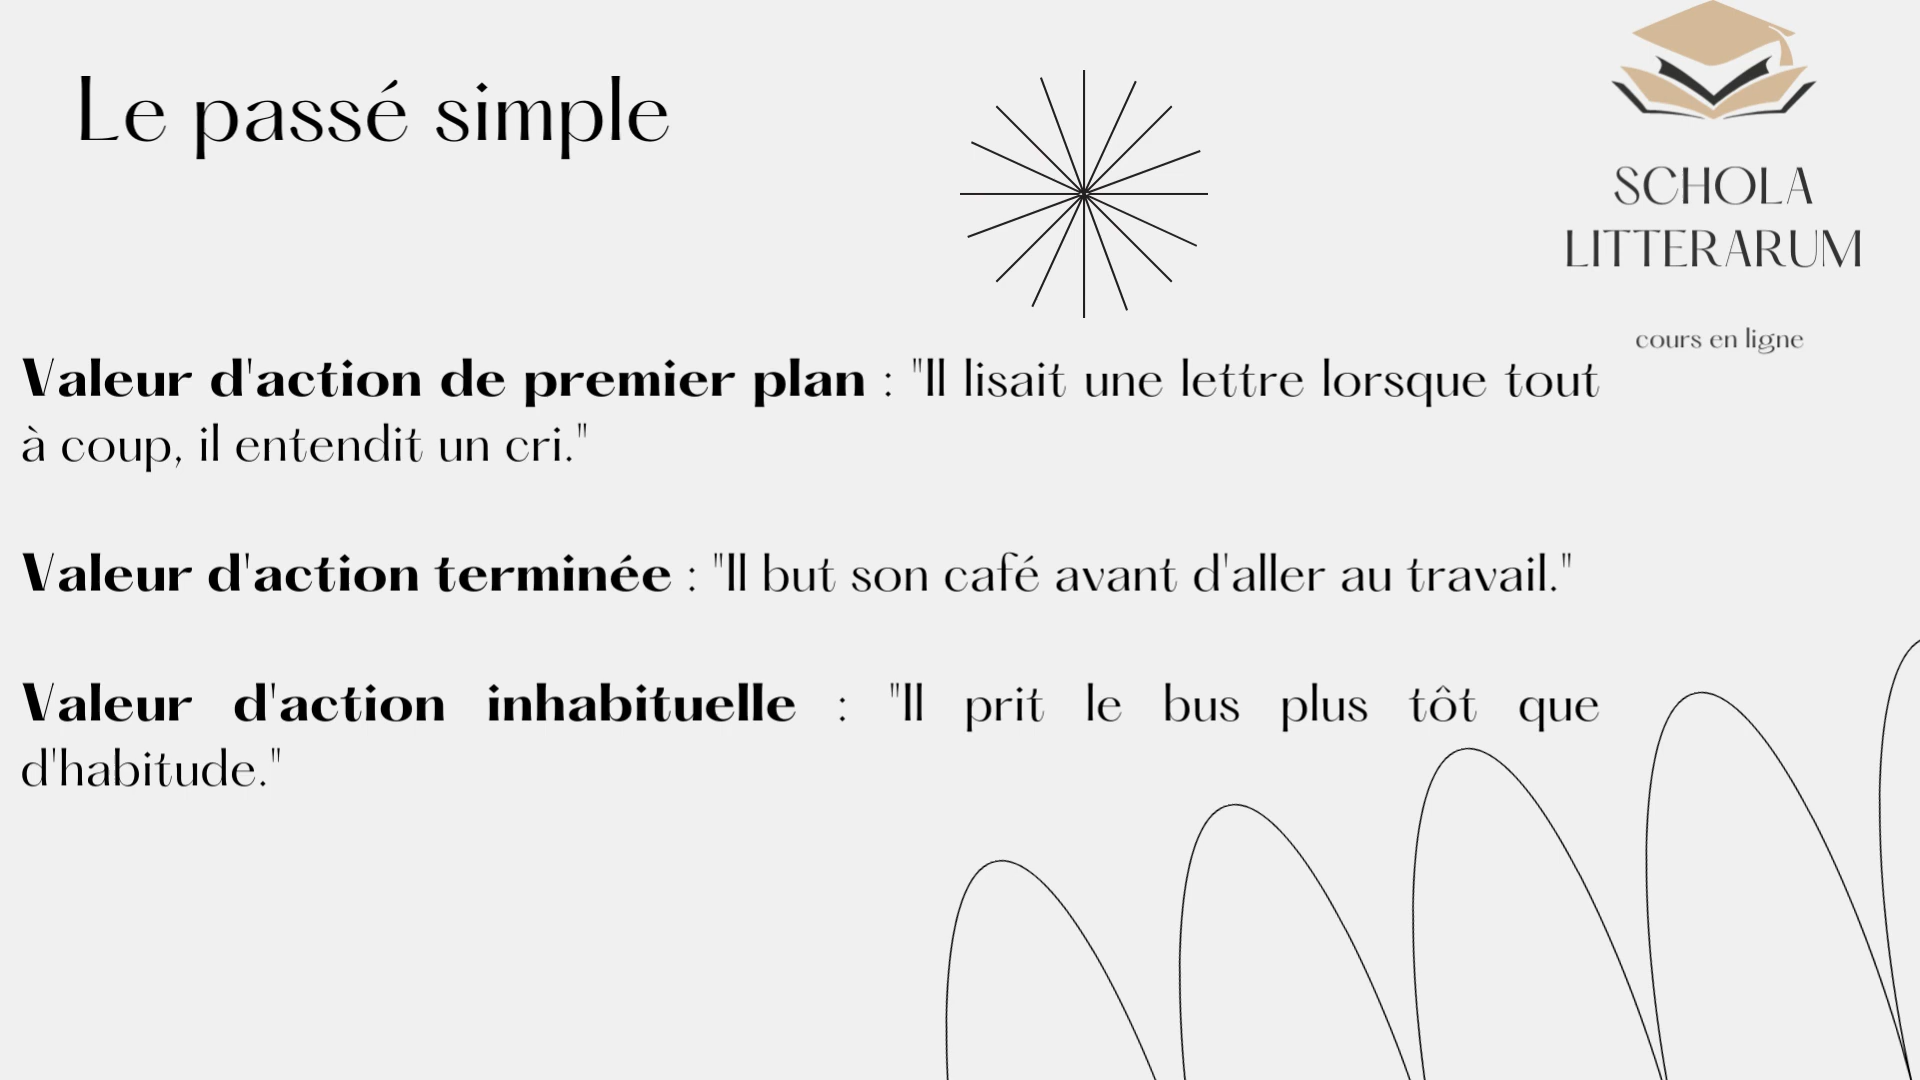 Le passé simple
SCHOLA
LITTERARUM
cours en ligne
Valeur d'action de premier plan : "Il lisait une lettre lorsque tout
à coup, il entendit un cri."
Valeur d'action terminée : "Il but son café avant d'aller au travail."
Valeur d'action inhabituelle : "Il prit le bus plus tôt que
d'habitude."